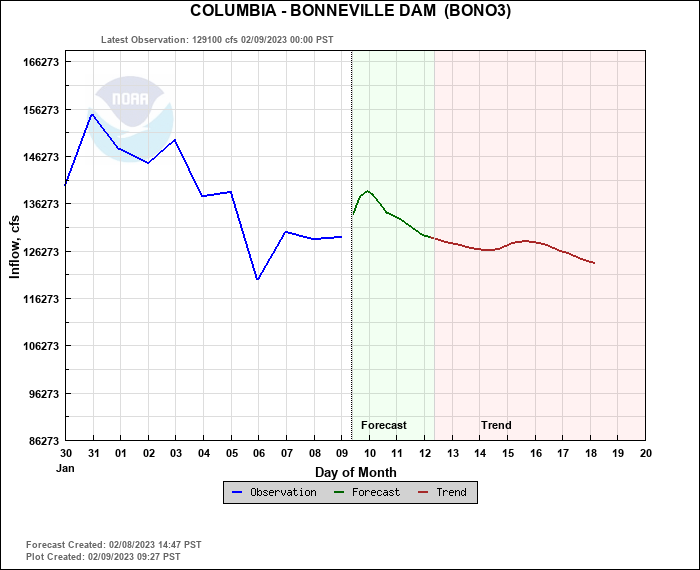 COLUMBIA - BONNEVILLE DAM (BONO3)
Latest Observation: 129100 cfs 02/09/2023 00:00 PST
166273
156273
146273
136273
126273
116273
106273
96273
86273
Inflow, cfs
NOAA
Forecast
Trend
30 31 01 02 03 04 05 06 07 08 09 10 11 12 13 14 15 16 17 18 19 20
Jan
Day of Month
Observation Forecast Trend
Forecast Created: 02/08/2023 14:47 PST
Plot Created: 02/09/2023 09:27 PST